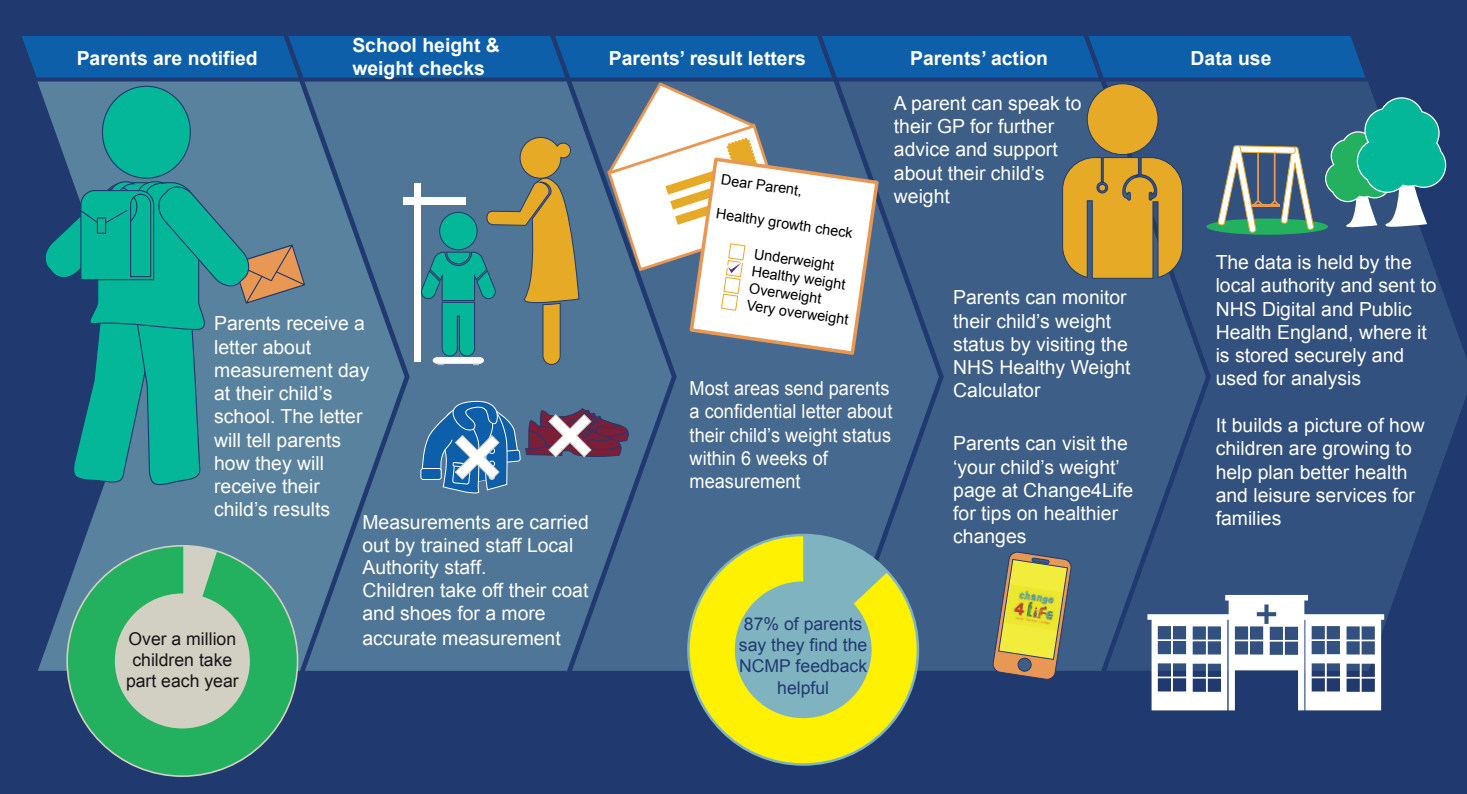 Parents are notified
School height &
weight checks
Parents’ result letters
Parents’ action
Data use
Parents receive a
letter about
measurement day
at their child’s
school. The letter
will tell parents
how they will
receive their
child’s results
Over a million
children take
part each year
Measurements are carried
out by trained staff Local
Authority staff.
Children take off their coat
and shoes for a more
accurate measurement
Dear Parent,
Healthy growth check
Underweight
Healthy weight
Overweight
Very overweight
Most areas send parents
a confidential letter about
their child’s weight status
within 6 weeks of
measurement
87% of parents
say they find the
NCMP feedback
helpful
A parent can speak to
their GP for further
advice and support
about their child’s
weight
Parents can monitor
their child’s weight
status by visiting the
NHS Healthy Weight
Calculator
Parents can visit the
‘your child’s weight’
page at Change4Life
for tips on healthier
changes
change
4 LiFe
The data is held by the
local authority and sent to
NHS Digital and Public
Health England, where it
is stored securely and
used for analysis
It builds a picture of how
children are growing to
help plan better health
and leisure services for
families